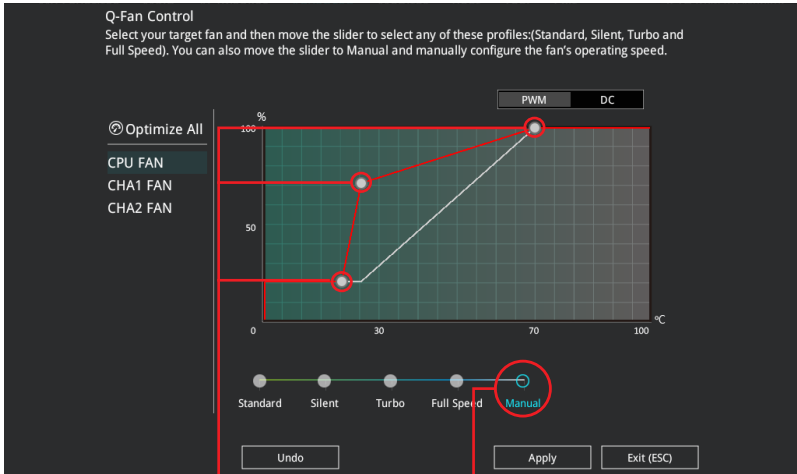 Q-Fan Control
Select your target fan and then move the slider to select any of these profiles:(Standard, Silent, Turbo and
Full Speed). You can also move the slider to Manual and manually configure the fan's operating speed.
PWM DC
%
Optimize All
CPU FAN
CHA1 FAN
CHA2 FAN
100
50
0 30 70 100
ºC
Standard Silent Turbo Full Speed Manual
Undo Apply Exit (ESC)